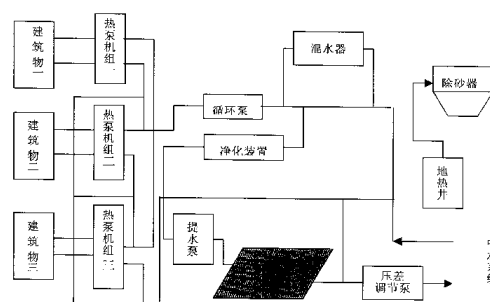 建筑物一
热泵机组一
混水器
除砂器
循环泵
建筑物二
热泵机组二
净化装置
地热井
建筑物三
热泵机组三
提水泵
压差
调节泵